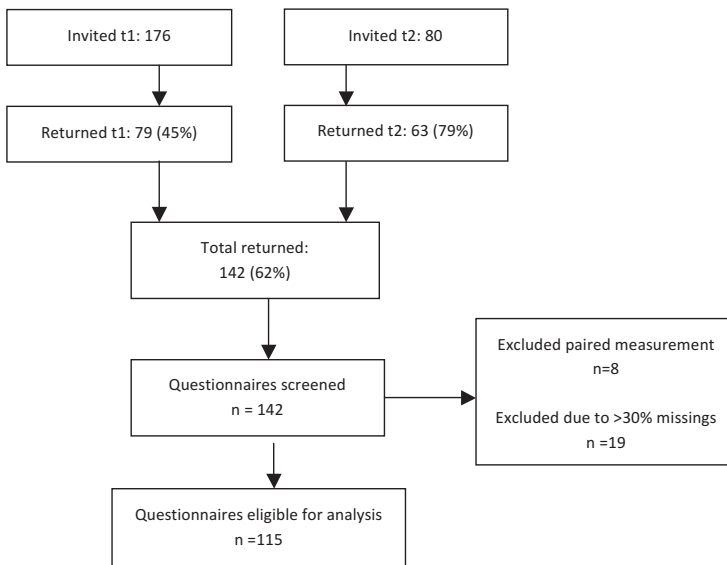 Invited t1: 176
Invited t2: 80
Returned t1: 79 (45%)
Returned t2: 63 (79%)
Total returned:
142 (62%)
Questionnaires screened
n = 142
Excluded paired measurement
n=8
Excluded due to >30% missings
n =19
Questionnaires eligible for analysis
n =115